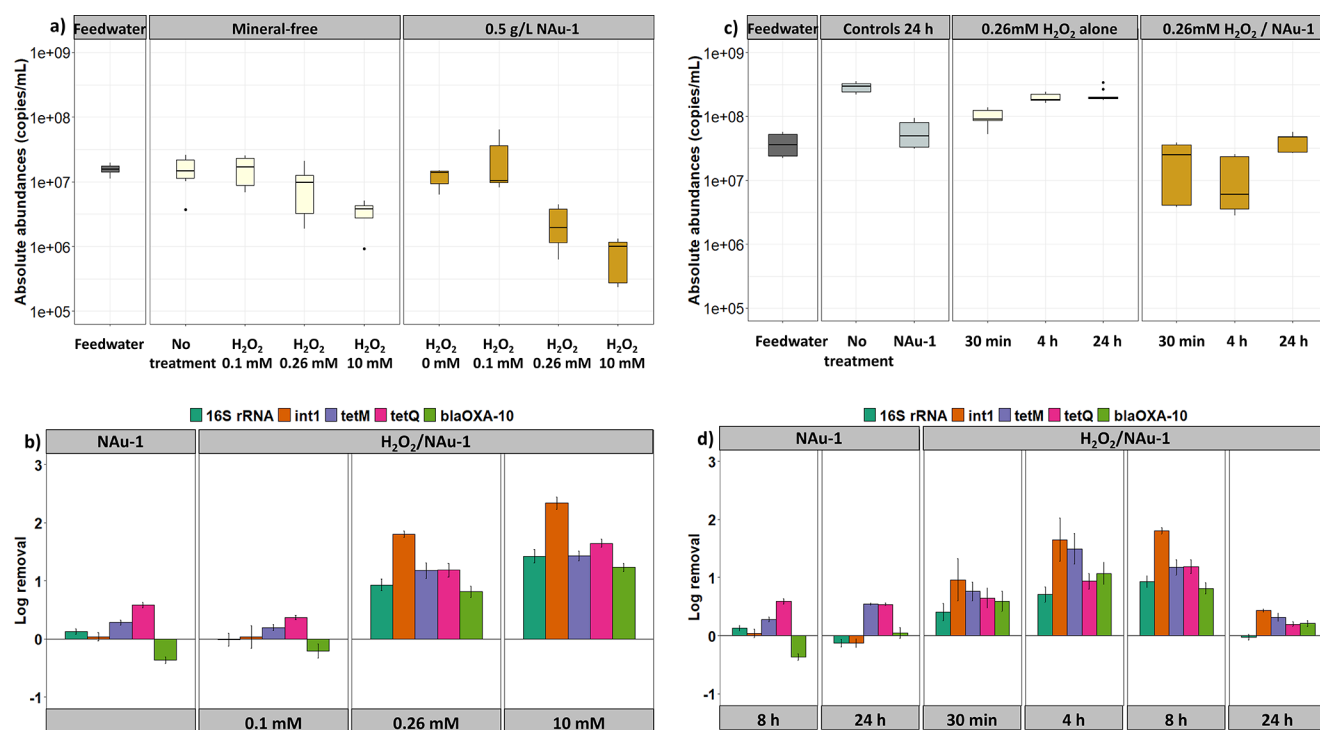 a)
Feedwater Mineral-free 0.5 g/L NAu-1
Absolute abundances (copies/mL)
1e+09
1e+08
1e+07
1e+06
1e+05
Feedwater No treatment H₂O₂ 0.1 mM H₂O₂ 0.26 mM H₂O₂ 10 mM H₂O₂ 0 mM H₂O₂ 0.1 mM H₂O₂ 0.26 mM H₂O₂ 10 mM
c)
Feedwater Controls 24 h 0.26mM H₂O₂ alone 0.26mM H₂O₂ / NAu-1
Absolute abundances (copies/mL)
1e+09
1e+08
1e+07
1e+06
1e+05
Feedwater No treatment NAu-1 30 min 4 h 24 h 30 min 4 h 24 h
16S rRNA int1 tetM tetQ blaOXA-10
b)
NAu-1 H₂O₂/NAu-1
Log removal
3
2
1
0
-1
0.1 mM 0.26 mM 10 mM
16S rRNA int1 tetM tetQ blaOXA-10
d)
NAu-1 H₂O₂/NAu-1
Log removal
3
2
1
0
-1
8 h 24 h 30 min 4 h 8 h 24 h